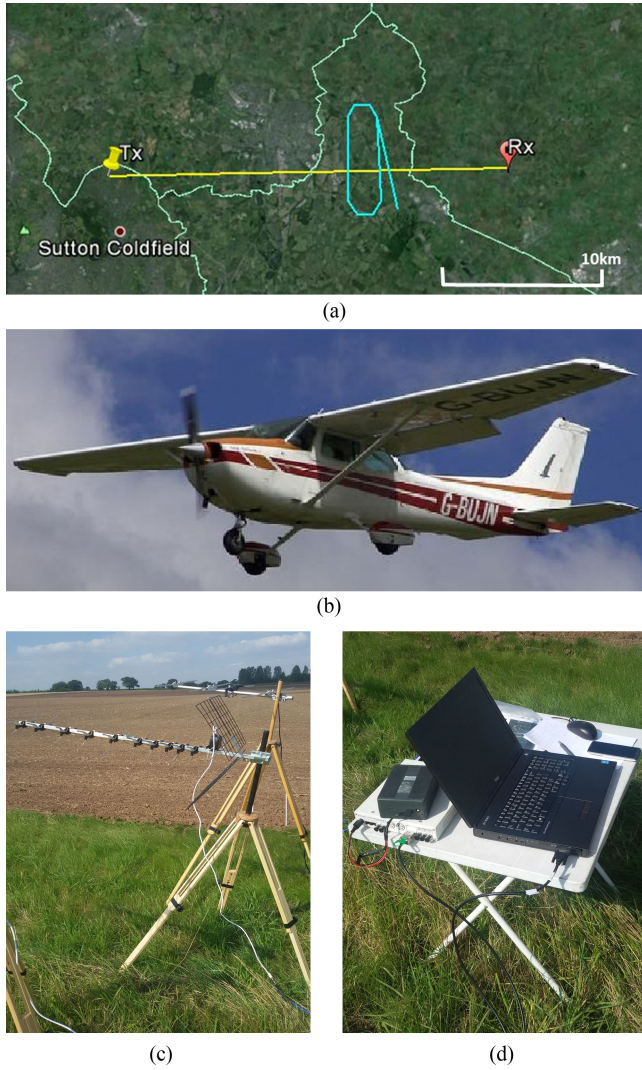 Tx
Rx
Sutton Coldfield
10km
(a)
G-BUJN
G-BUJN
(b)
(c)
(d)